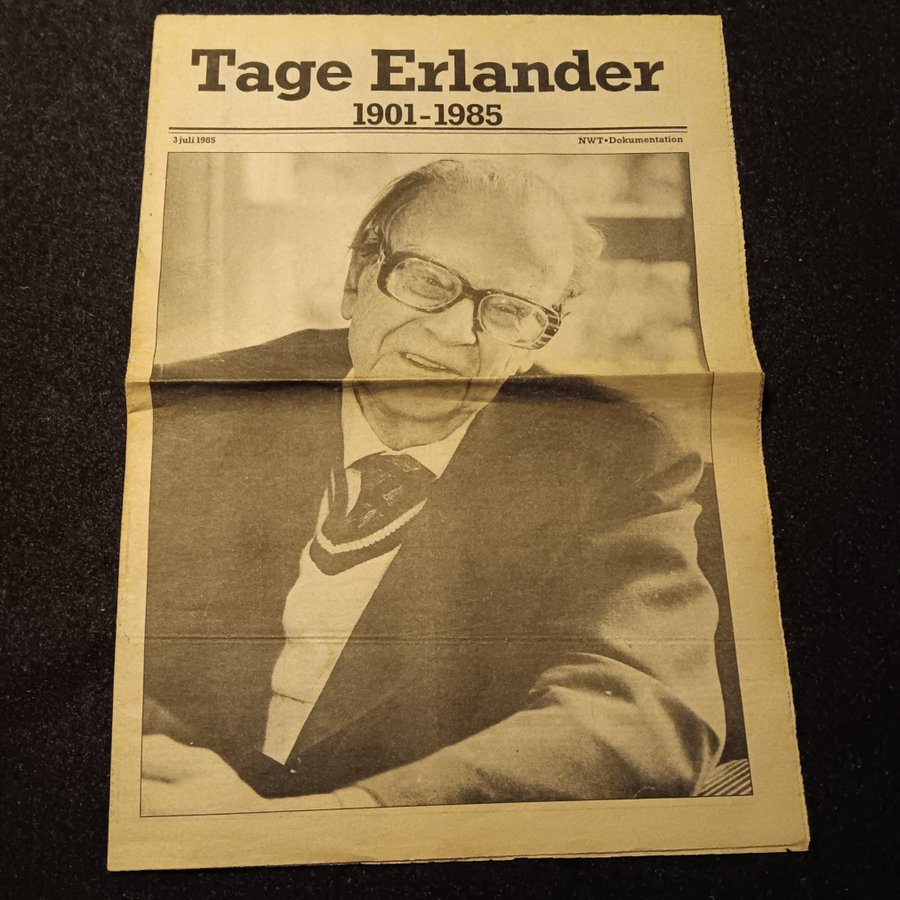 Tage Erlander
1901-1985
3 juli 1985
NWT•Dokumentation